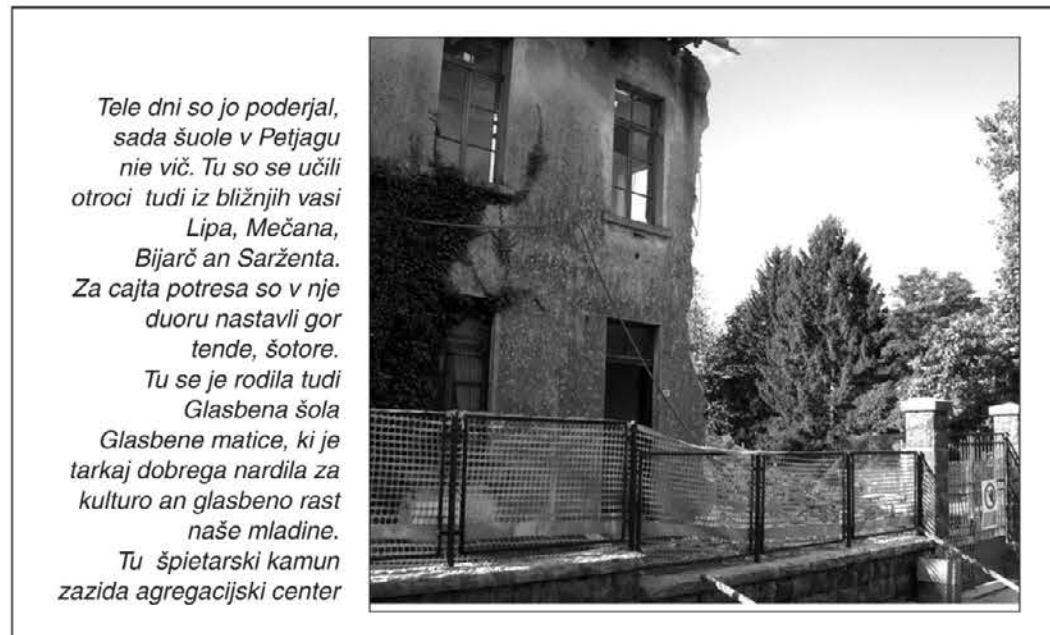 Tele dni so jo poderjal,
sada šuole v Petjagu
nie vič. Tu so se učili
otroci tudi iz bližnjih vasi
Lipa, Mečana,
Bijarč an Sarženta.
Za cajta potresa so v nje
duoru nastavli gor
tende, šotore.
Tu se je rodila tudi
Glasbena šola
Glasbene matice, ki je
tarkaj dobrega nardila za
kulturo an glasbeno rast
naše mladine.
Tu špietarski kamun
zazida agregacijski center